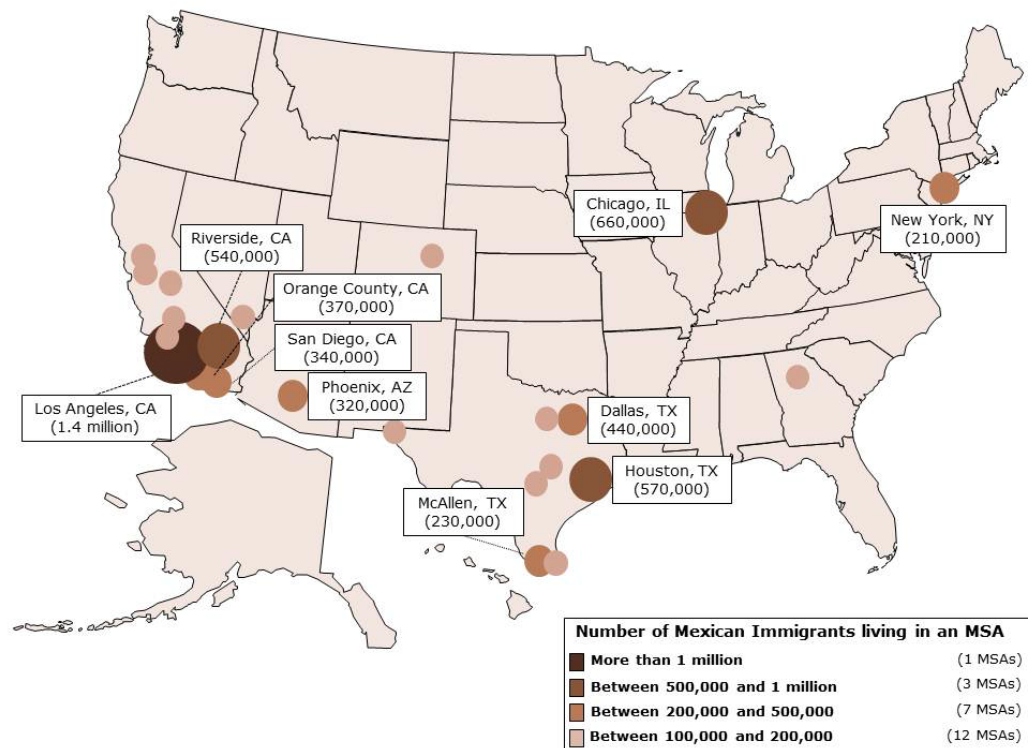 Chicago, IL
(660,000)
New York, NY
(210,000)
Riverside, CA
(540,000)
Orange County, CA
(370,000)
San Diego, CA
(340,000)
Phoenix, AZ
(320,000)
Los Angeles, CA
(1.4 million)
Dallas, TX
(440,000)
Houston, TX
(570,000)
McAllen, TX
(230,000)
Number of Mexican Immigrants living in an MSA
More than 1 million (1 MSAs)
Between 500,000 and 1 million (3 MSAs)
Between 200,000 and 500,000 (7 MSAs)
Between 100,000 and 200,000 (12 MSAs)